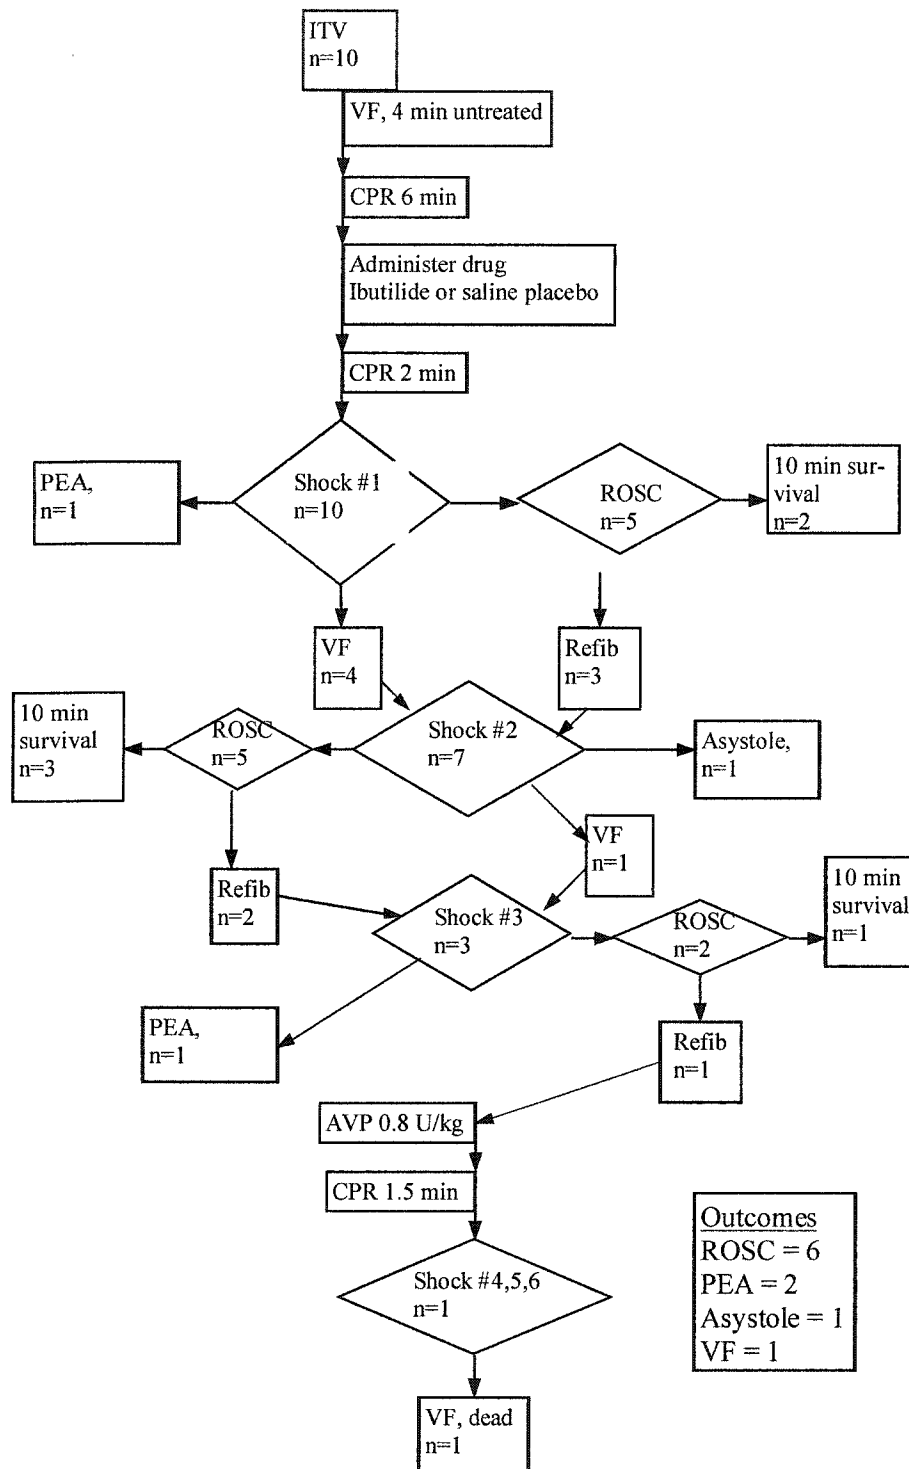 ITV
n=10
VF, 4 min untreated
CPR 6 min
Administer drug
Ibutilide or saline placebo
CPR 2 min
PEA,
n=1
Shock #1
n=10
ROSC
n=5
10 min sur-
vival
n=2
VF
n=4
Refib
n=3
10 min
survival
n=3
ROSC
n=5
Shock #2
n=7
Asystole,
n=1
VF
n=1
Refib
n=2
Shock #3
n=3
ROSC
n=2
10 min
survival
n=1
PEA,
n=1
Refib
n=1
AVP 0.8 U/kg
CPR 1.5 min
Shock #4,5,6
n=1
VF, dead
n=1
Outcomes
ROSC = 6
PEA = 2
Asystole = 1
VF = 1